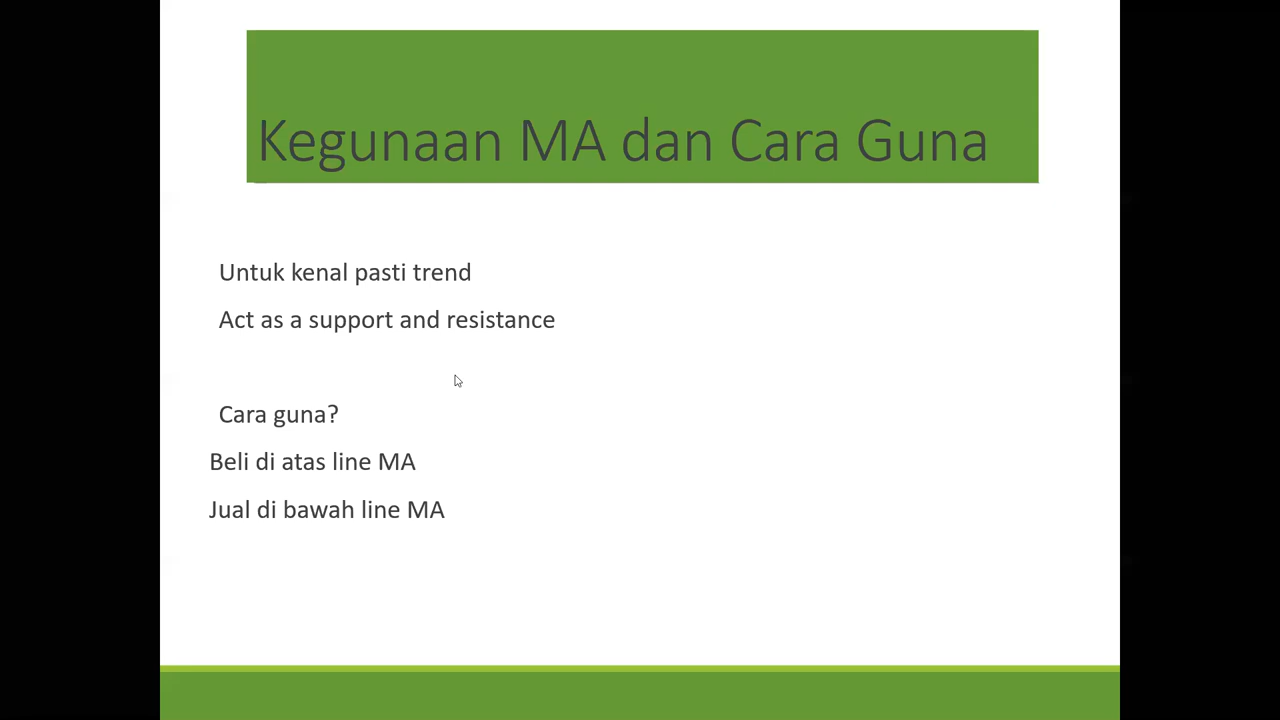 Kegunaan MA dan Cara Guna
Untuk kenal pasti trend
Act as a support and resistance
Cara guna?
Beli di atas line MA
Jual di bawah line MA